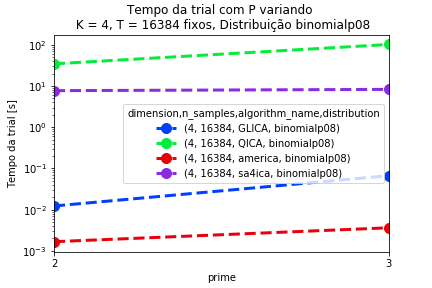 Tempo da trial com P variando
K = 4, T = 16384 fixos, Distribuição binomialp08
10²
10¹
10⁰
10⁻¹
10⁻²
10⁻³
Tempo da trial [s]
dimension,n_samples,algorithm_name,distribution
(4, 16384, GLICA, binomialp08)
(4, 16384, QICA, binomialp08)
(4, 16384, america, binomialp08)
(4, 16384, sa4ica, binomialp08)
2
3
prime